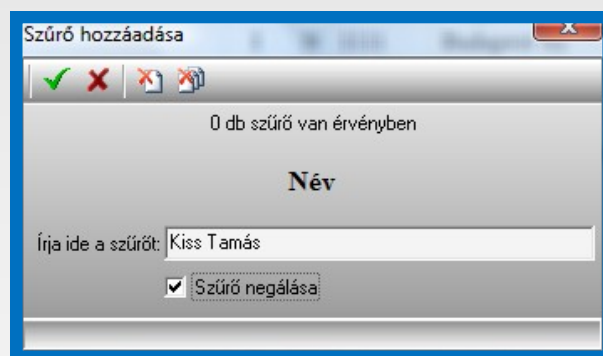 Szűrő hozzáadása
0 db szűrő van érvényben
Név
Írja ide a szűrőt: Kiss Tamás
Szűrő negálása